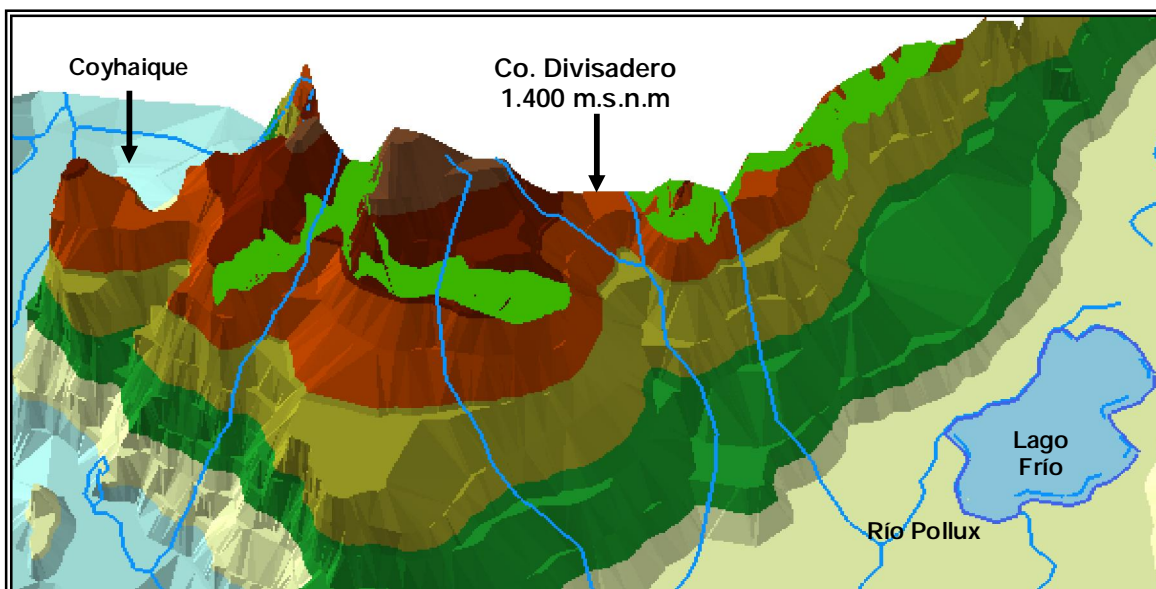 Coyhaique
Co. Divisadero
1.400 m.s.n.m
Lago
Frío
Río Pollux